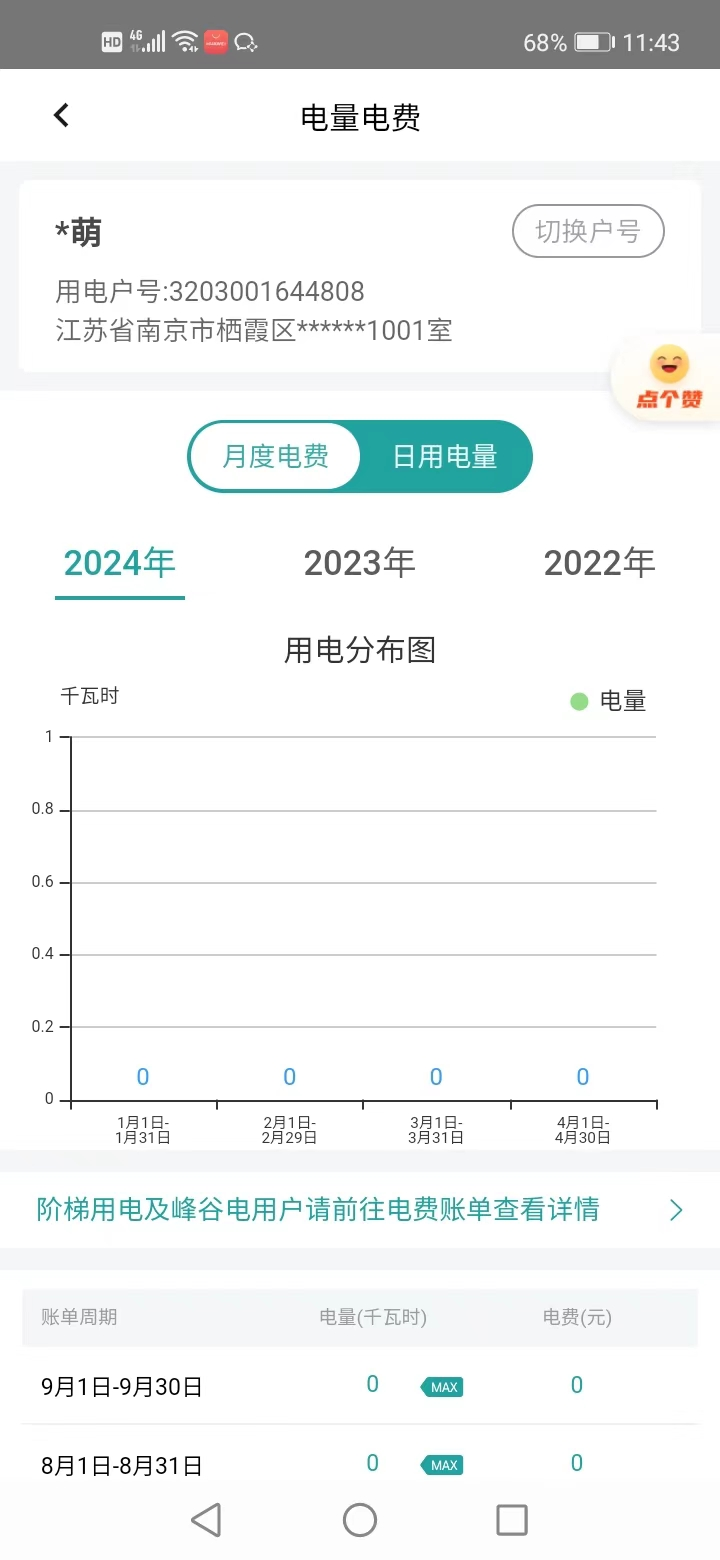 HD 4G 68% 11:43
电量电费
*萌 切换户号
用电户号:3203001644808
江苏省南京市栖霞区******1001室
点个赞
月度电费 日用电量
2024年 2023年 2022年
用电分布图
千瓦时 电量
1
0.8
0.6
0.4
0.2
0 0 0 0
0
1月1日- 2月1日- 3月1日- 4月1日-
1月31日 2月29日 3月31日 4月30日
阶梯用电及峰谷电用户请前往电费账单查看详情
账单周期 电量(千瓦时) 电费(元)
9月1日-9月30日 0 MAX 0
8月1日-8月31日 0 MAX 0